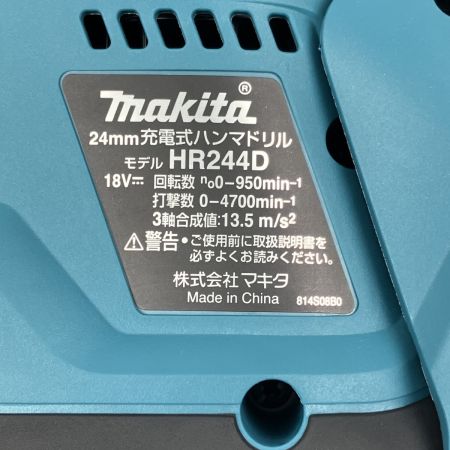 makita®
24mm充電式ハンマドリル
モデル HR244D
18V⎓ 回転数 n₀0-950min⁻¹
打撃数 0-4700min⁻¹
3軸合成値:13.5 m/s²
⚠警告・ご使用前に取扱説明書を
必ずよくお読みください。
株式会社 マキタ
Made in China 814S08B0